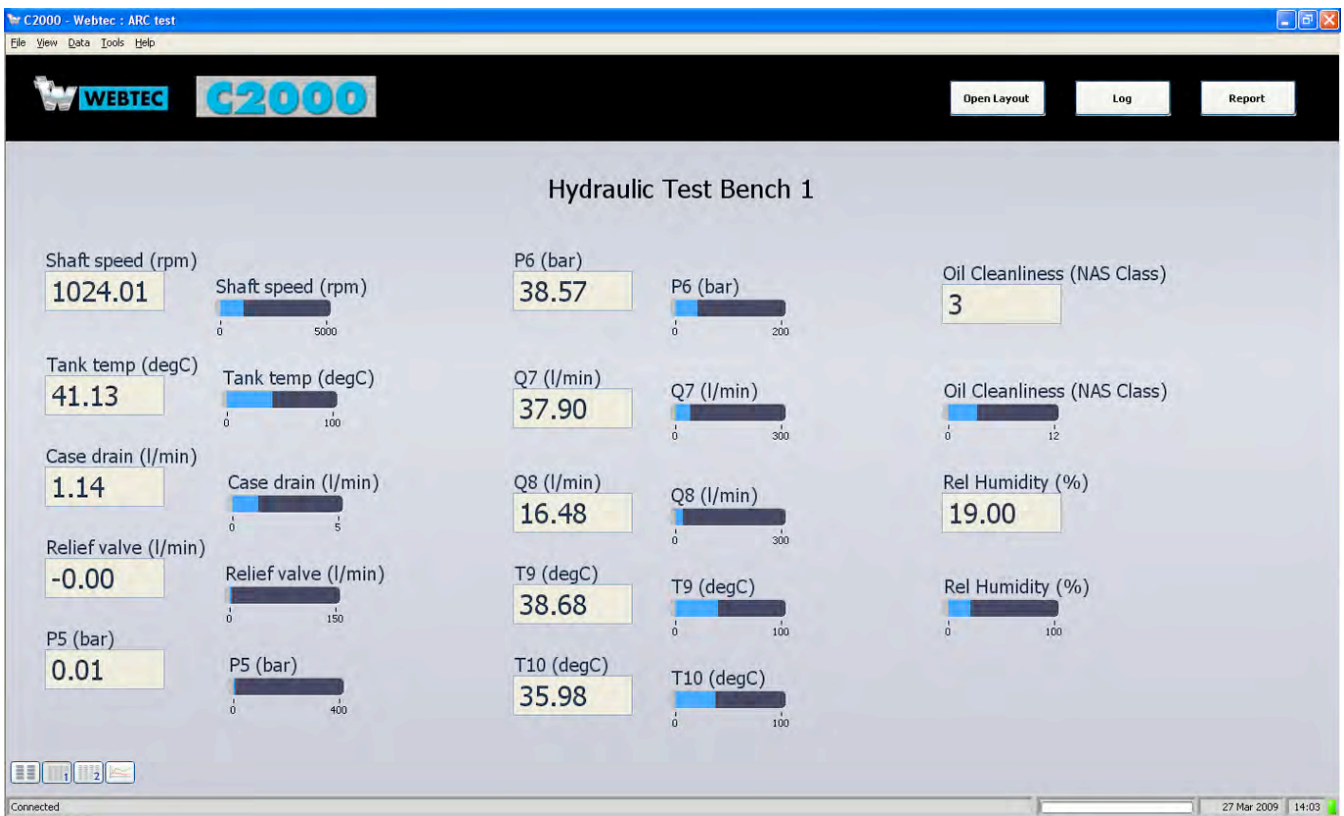 C2000 - Webtec : ARC test
File View Data Tools Help
WEBTEC C2000
Open Layout Log Report
Hydraulic Test Bench 1
Shaft speed (rpm)
1024.01
Shaft speed (rpm)
0 5000
Tank temp (degC)
41.13
Tank temp (degC)
0 100
Case drain (l/min)
1.14
Case drain (l/min)
0 5
Relief valve (l/min)
-0.00
Relief valve (l/min)
0 150
P5 (bar)
0.01
P5 (bar)
0 400
P6 (bar)
38.57
P6 (bar)
0 200
Q7 (l/min)
37.90
Q7 (l/min)
0 300
Q8 (l/min)
16.48
Q8 (l/min)
0 300
T9 (degC)
38.68
T9 (degC)
0 100
T10 (degC)
35.98
T10 (degC)
0 100
Oil Cleanliness (NAS Class)
3
Oil Cleanliness (NAS Class)
0 12
Rel Humidity (%)
19.00
Rel Humidity (%)
0 100
1 2
Connected 27 Mar 2009 14:03